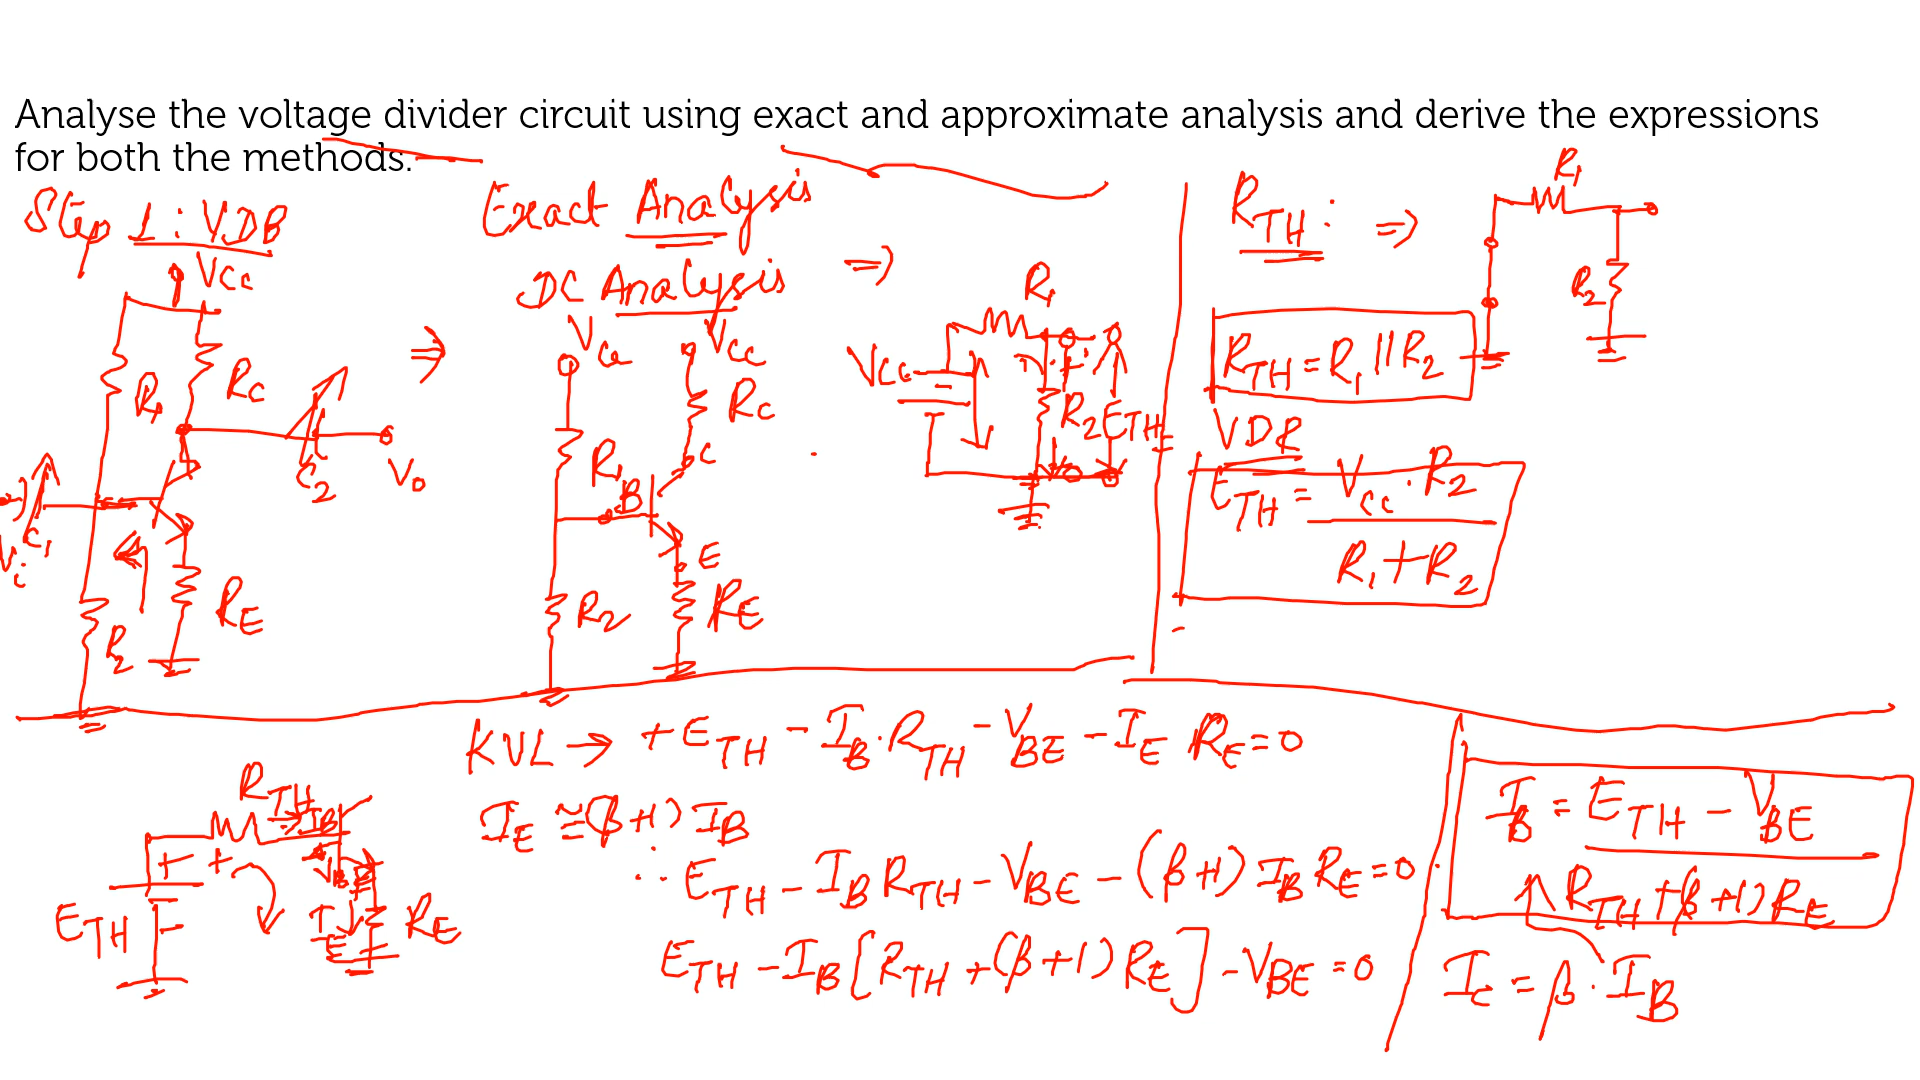 Analyse the voltage divider circuit using exact and approximate analysis and derive the expressions
for both the methods.
Step 1 : VDB
Exact Analysis
DC Analysis
VCC
R1
RC
C2
Vo
C1
Vi
R2
RE
⇒
VCC
VCC
RC
R1
C
B
E
R2
RE
⇒
R1
VCC
R2
ETH
RTH : ⇒
R1
R2
RTH = R1 || R2
VDR
ETH = VCC . R2
R1 + R2
RTH
IB
VBE
ETH
IE
RE
KVL → +ETH - IB . RTH - VBE - IE RE = 0
IE ≅ (β+1) IB
∴ ETH - IB RTH - VBE - (β+1) IB RE = 0
ETH - IB [RTH + (β+1) RE] - VBE = 0
IB = ETH - VBE
RTH + (β+1) RE
IC = β . IB